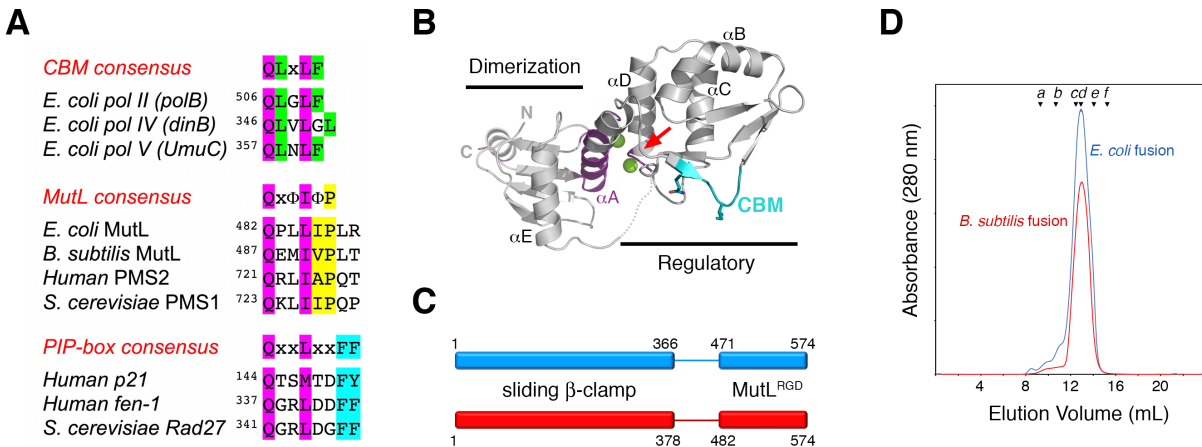 A
CBM consensus QLxLF
E. coli pol II (polB) 506 QLGLF
E. coli pol IV (dinB) 346 QLVLGL
E. coli pol V (UmuC) 357 QLNLF
MutL consensus QxΦIΦP
E. coli MutL 482 QPLLIPLR
B. subtilis MutL 487 QEMIVPLT
Human PMS2 721 QRLIAPQT
S. cerevisiae PMS1 723 QKLIIPQP
PIP-box consensus QxxLxxFF
Human p21 144 QTSMTDFY
Human fen-1 337 QGRLDDFF
S. cerevisiae Rad27 341 QGRLDGFF
B
αB
Dimerization
αD
αC
N
C
αA
CBM
αE
Regulatory
C
1 366 471 574
sliding β-clamp MutLRGD
1 378 482 574
D
a b cd e f
E. coli fusion
B. subtilis fusion
Absorbance (280 nm)
4 8 12 16 20
Elution Volume (mL)